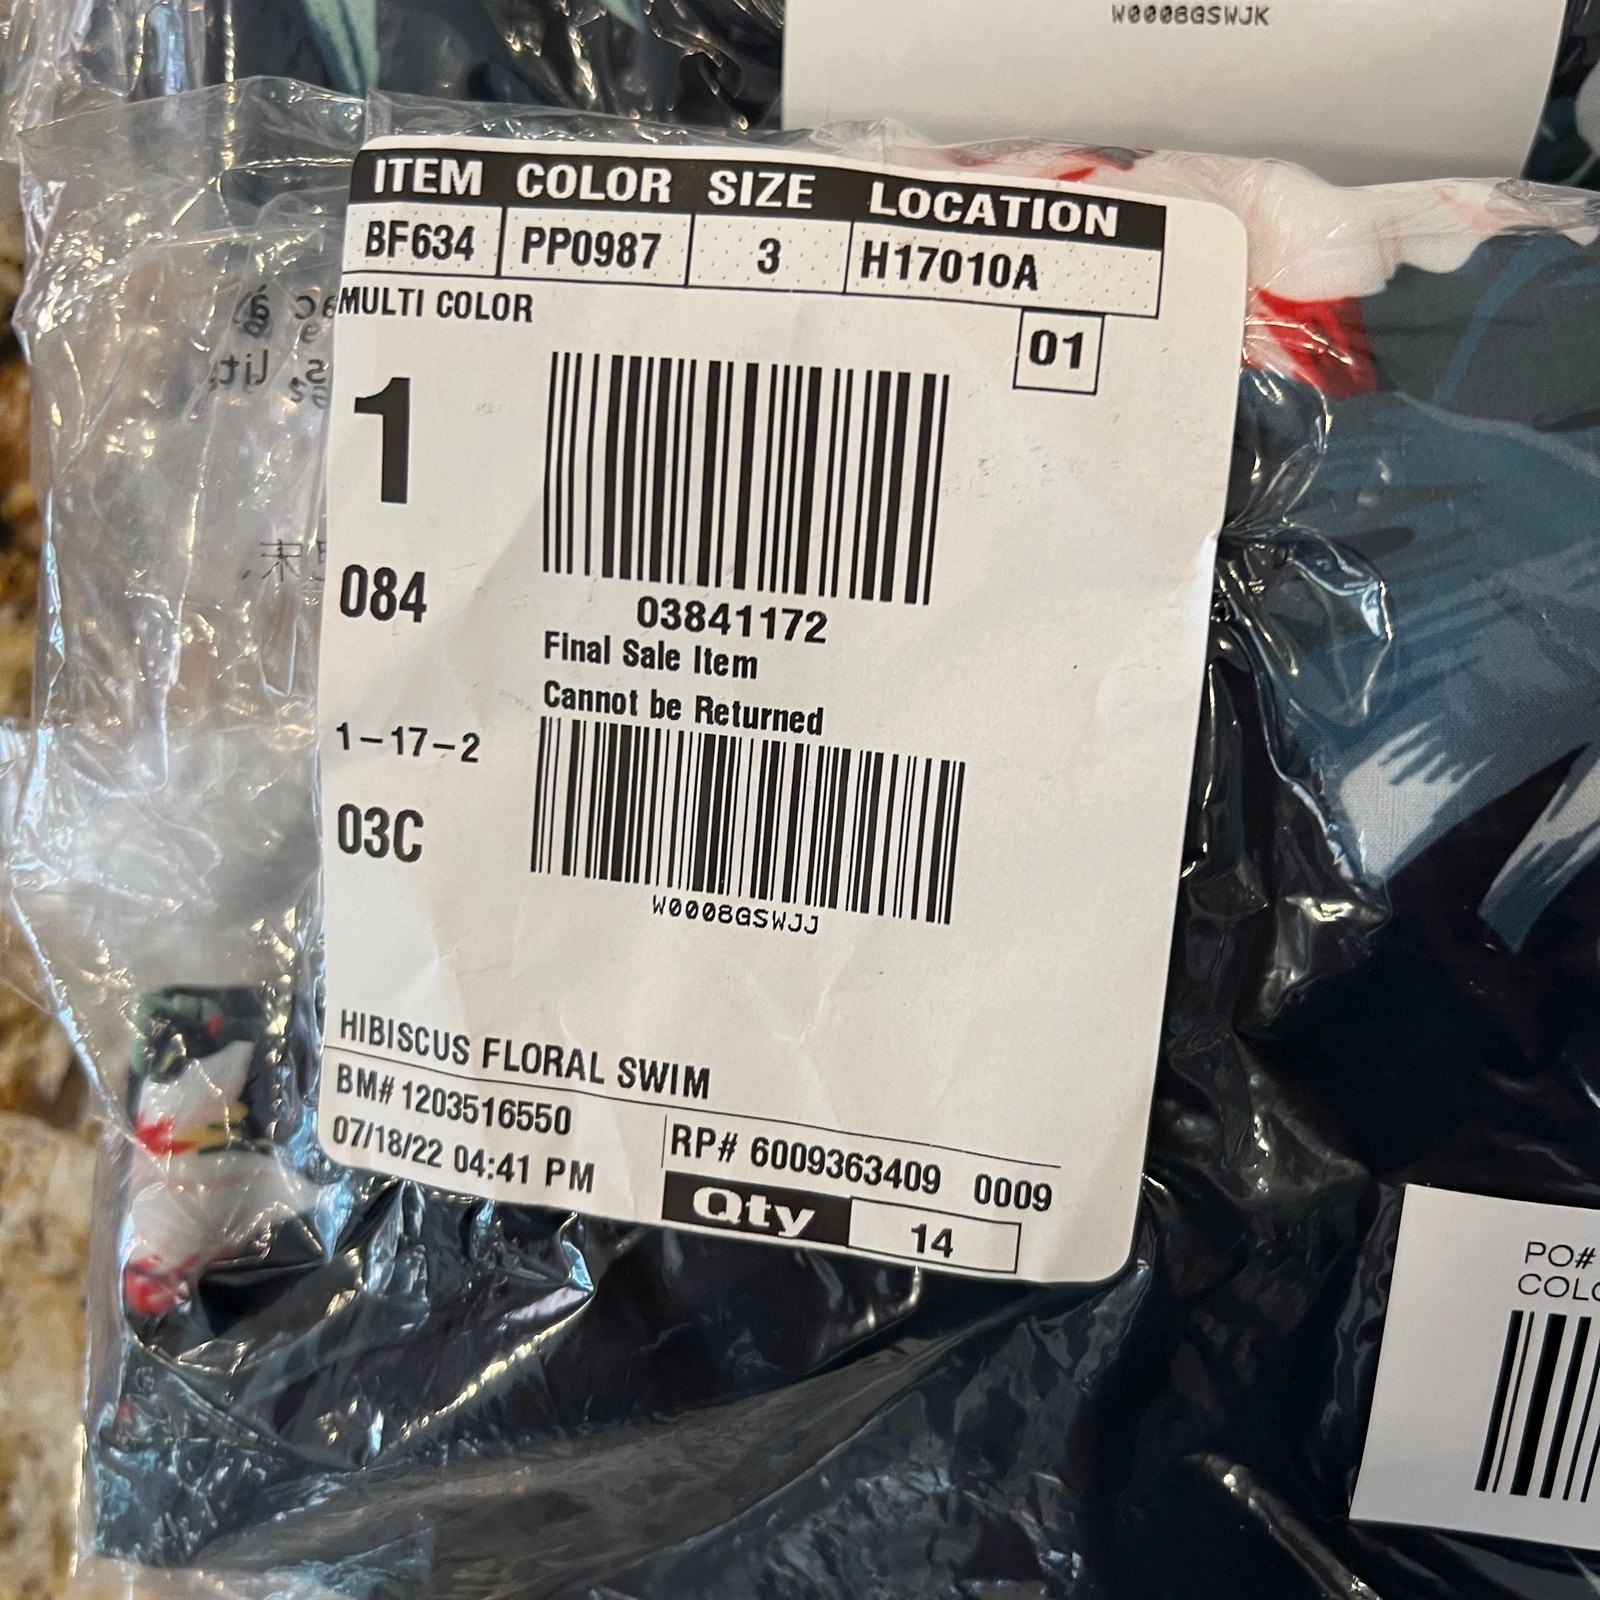 W0008GSWJK
ITEM COLOR SIZE LOCATION
BF634 PP0987 3 H17010A
MULTI COLOR
01
1
03841172
084
Final Sale Item
Cannot be Returned
1-17-2
03C
W0008GSWJJ
HIBISCUS FLORAL SWIM
BM# 1203516550
RP# 6009363409 0009
07/18/22 04:41 PM
Qty 14
PO#